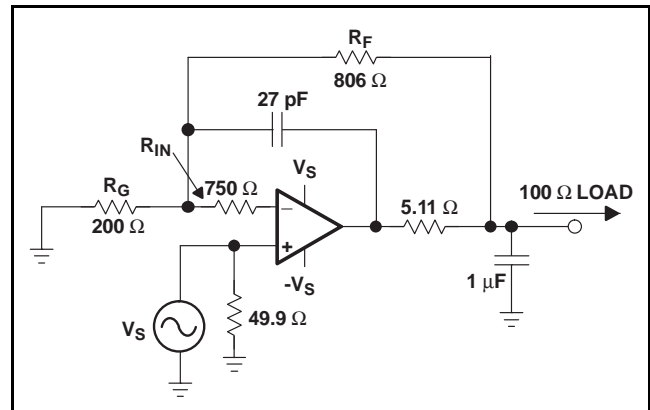 R_F
806 Ω
27 pF
R_IN
V_S
R_G
750 Ω
100 Ω LOAD
5.11 Ω
200 Ω
–
+
-V_S
1 μF
V_S
49.9 Ω